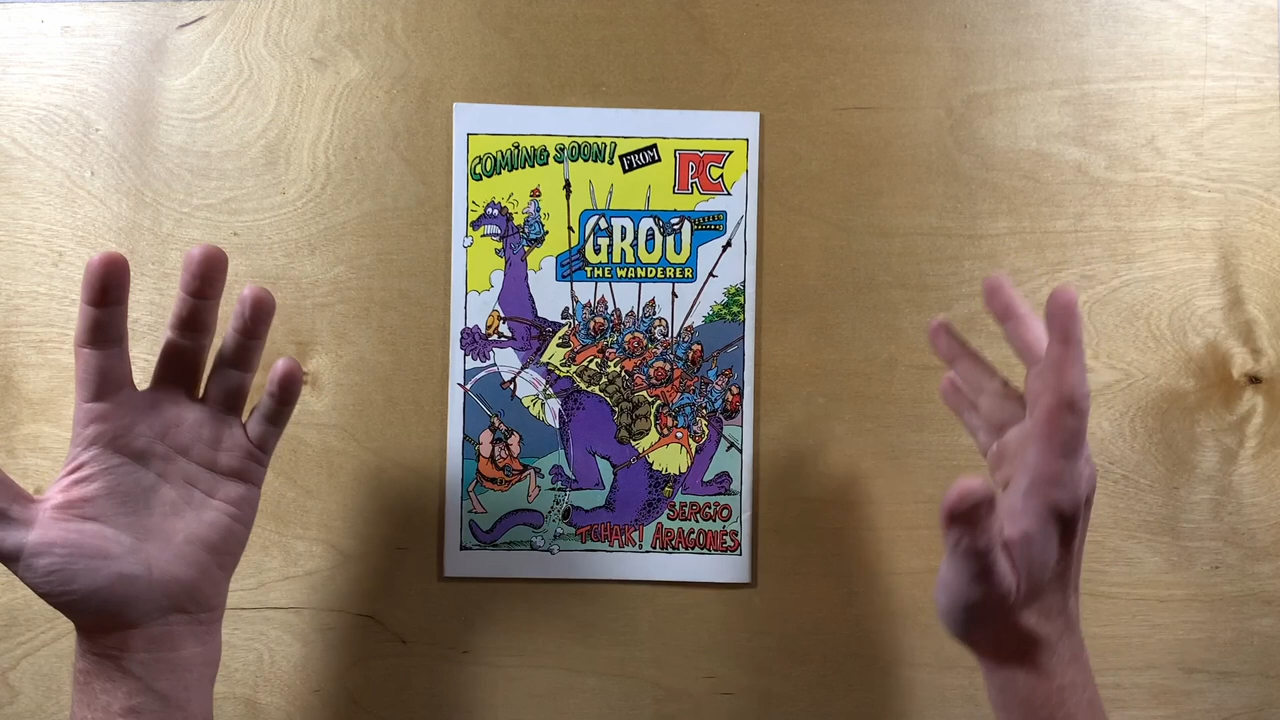 COMING SOON! FROM PC
GROO
THE WANDERER
SERGIO
TCHAK! ARAGONÉS